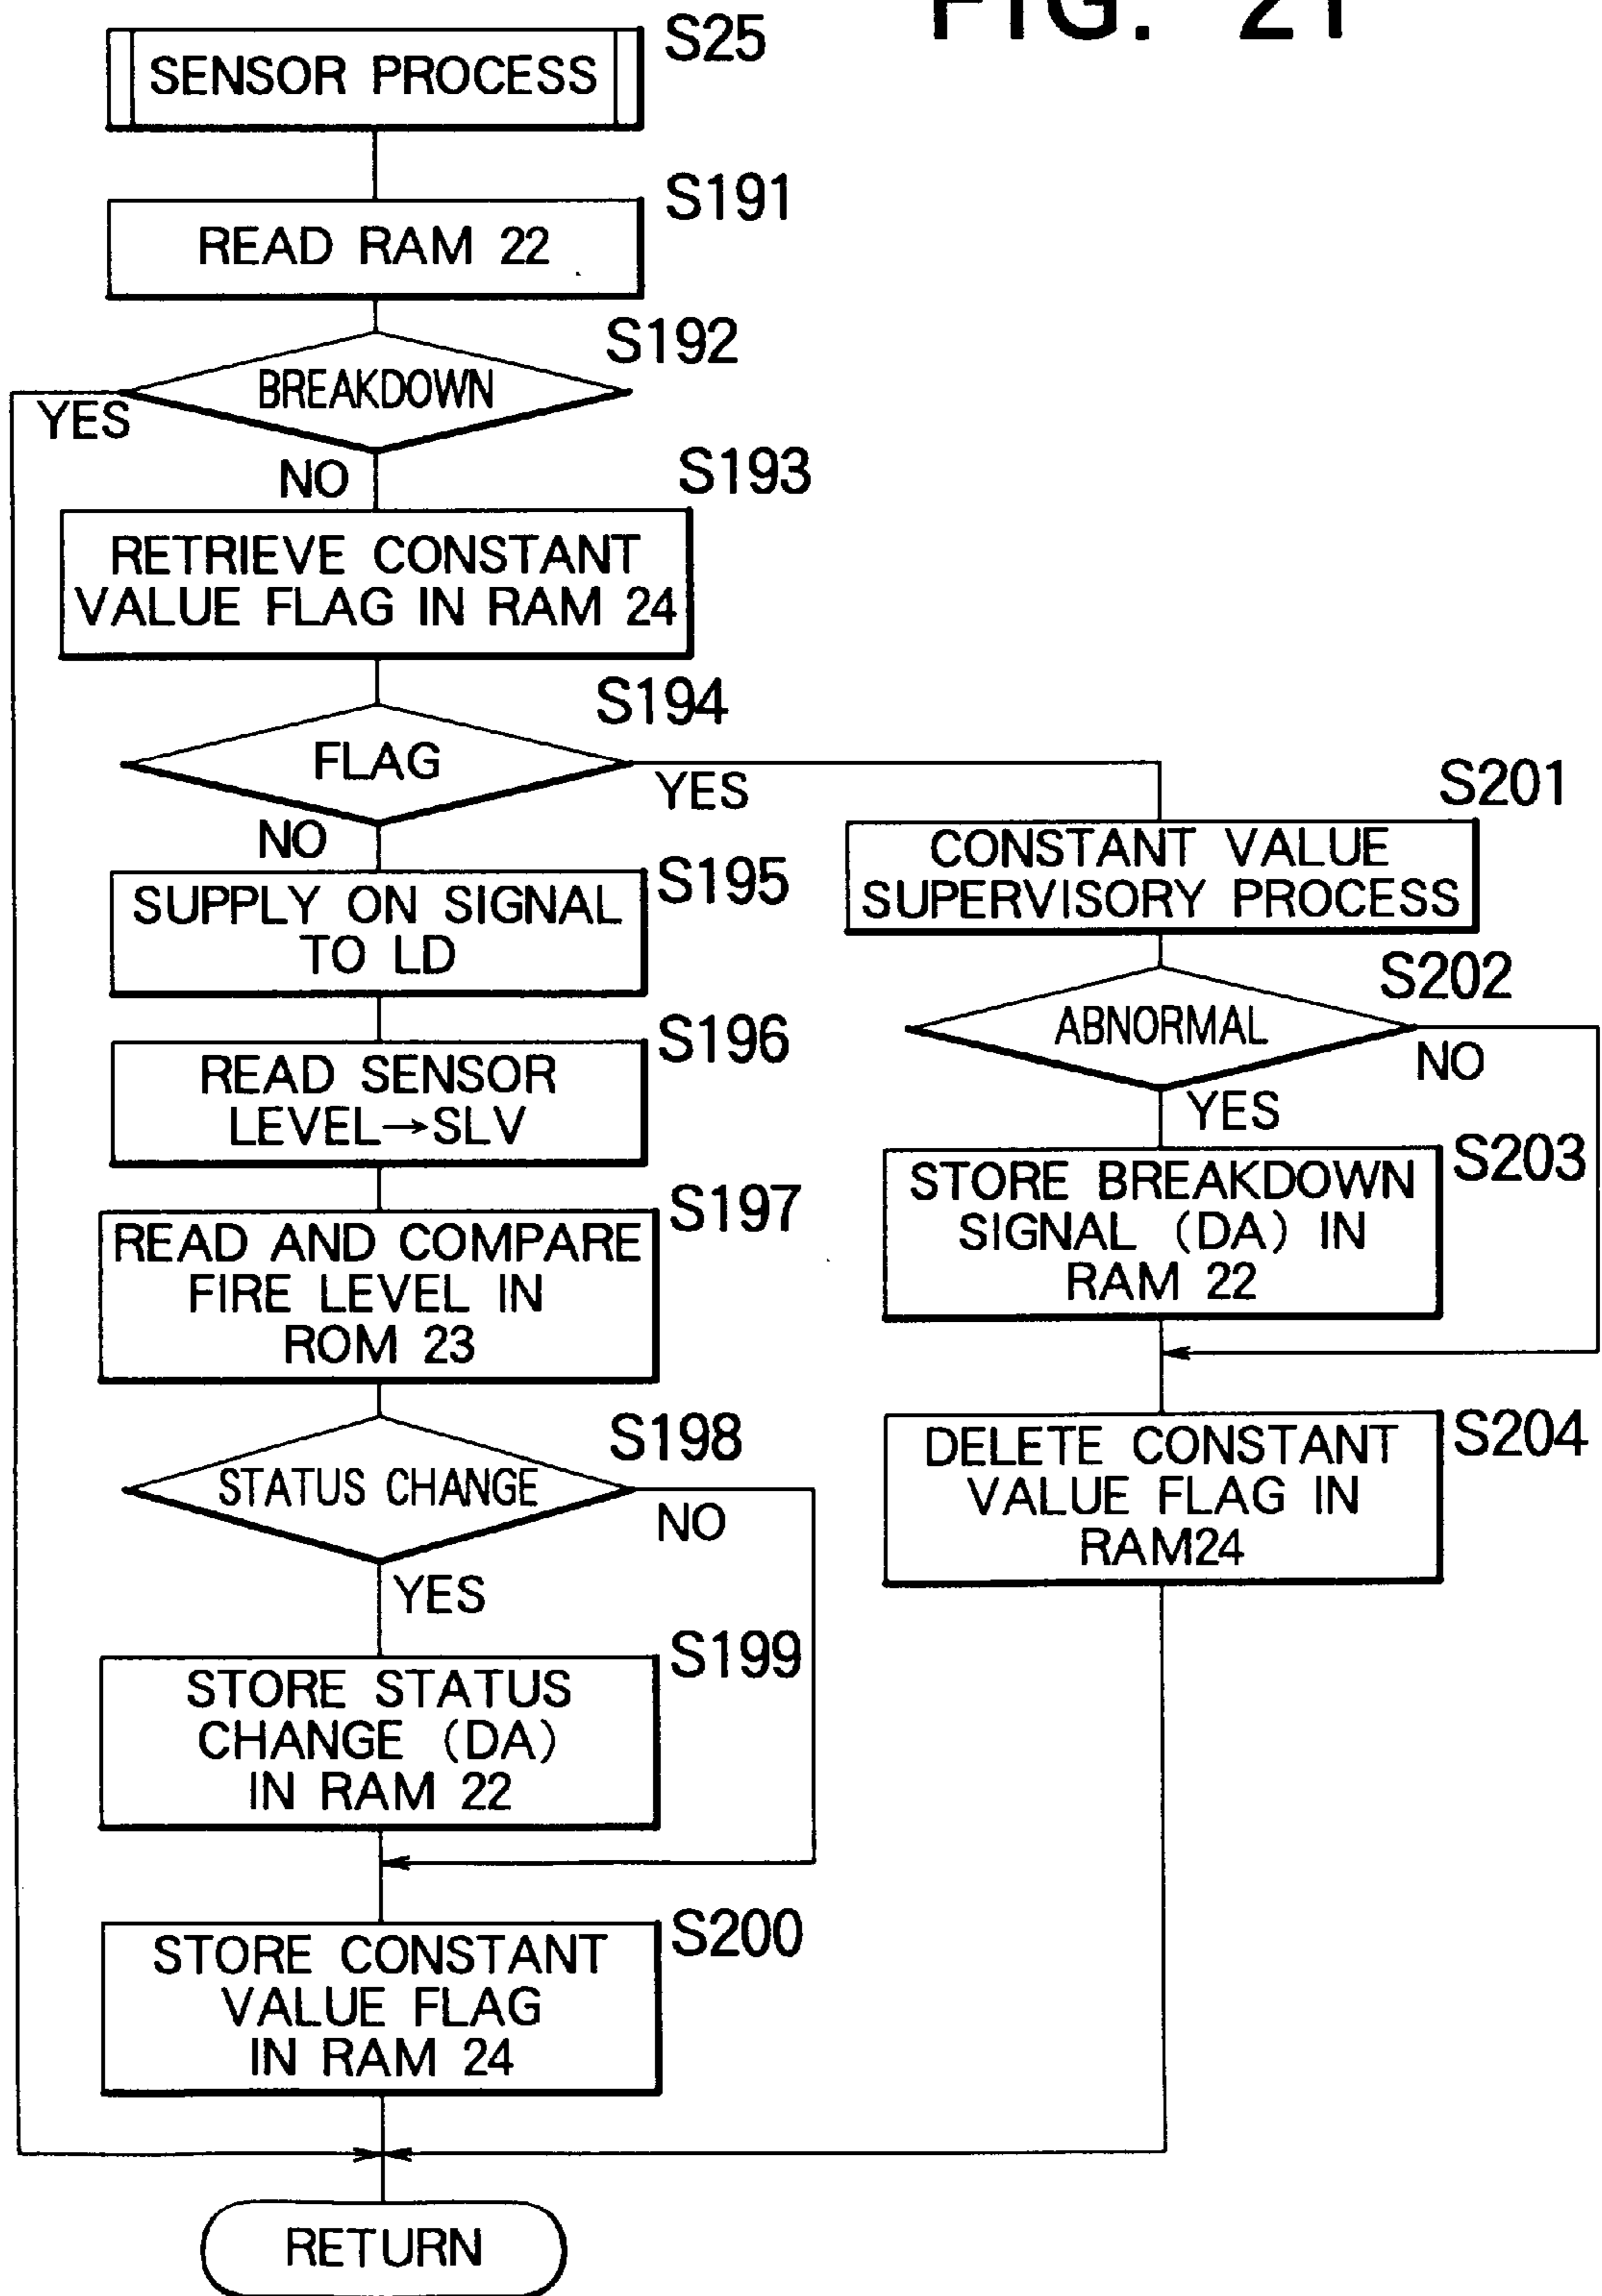 FIG. 21
S25
SENSOR PROCESS
S191
READ RAM 22
S192
BREAKDOWN
YES
NO
S193
RETRIEVE CONSTANT
VALUE FLAG IN RAM 24
S194
FLAG
YES
NO
S195
SUPPLY ON SIGNAL
TO LD
S196
READ SENSOR
LEVEL→SLV
S197
READ AND COMPARE
FIRE LEVEL IN
ROM 23
S198
STATUS CHANGE
NO
YES
S199
STORE STATUS
CHANGE (DA)
IN RAM 22
S200
STORE CONSTANT
VALUE FLAG
IN RAM 24
S201
CONSTANT VALUE
SUPERVISORY PROCESS
S202
ABNORMAL
NO
YES
S203
STORE BREAKDOWN
SIGNAL (DA) IN
RAM 22
S204
DELETE CONSTANT
VALUE FLAG IN
RAM24
RETURN